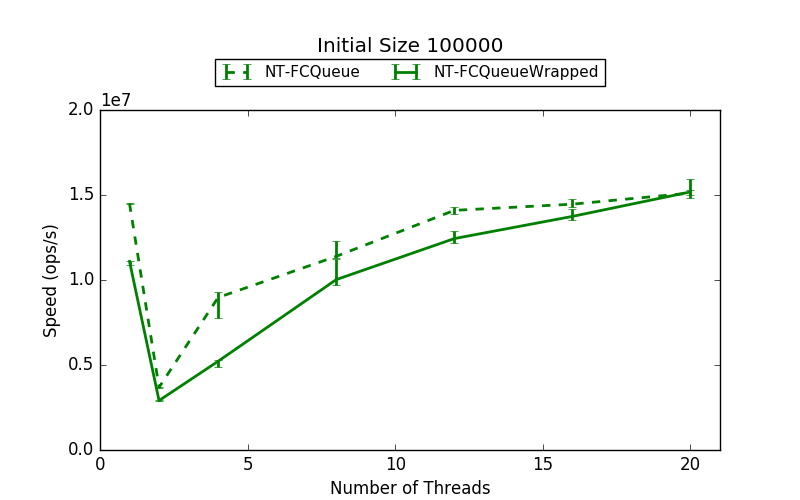 Initial Size 100000
NT-FCQueue NT-FCQueueWrapped
1e7
2.0
1.5
1.0
0.5
0.0
Speed (ops/s)
0 5 10 15 20
Number of Threads